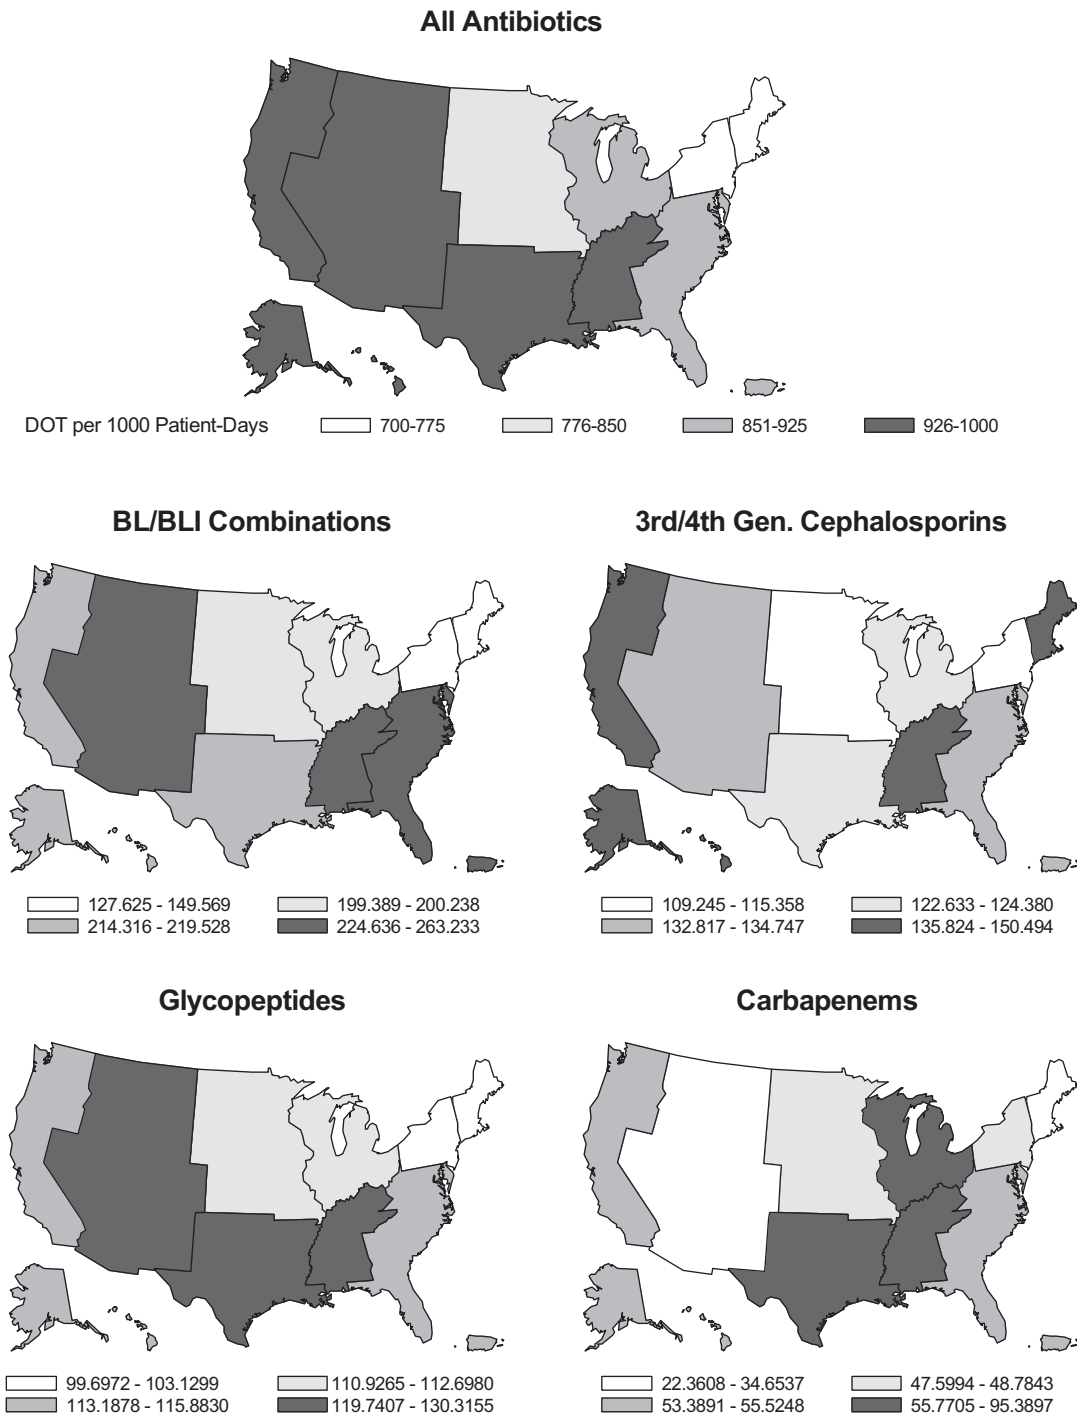 All Antibiotics
DOT per 1000 Patient-Days 700-775 776-850 851-925 926-1000
BL/BLI Combinations
127.625 - 149.569 199.389 - 200.238
214.316 - 219.528 224.636 - 263.233
3rd/4th Gen. Cephalosporins
109.245 - 115.358 122.633 - 124.380
132.817 - 134.747 135.824 - 150.494
Glycopeptides
99.6972 - 103.1299 110.9265 - 112.6980
113.1878 - 115.8830 119.7407 - 130.3155
Carbapenems
22.3608 - 34.6537 47.5994 - 48.7843
53.3891 - 55.5248 55.7705 - 95.3897